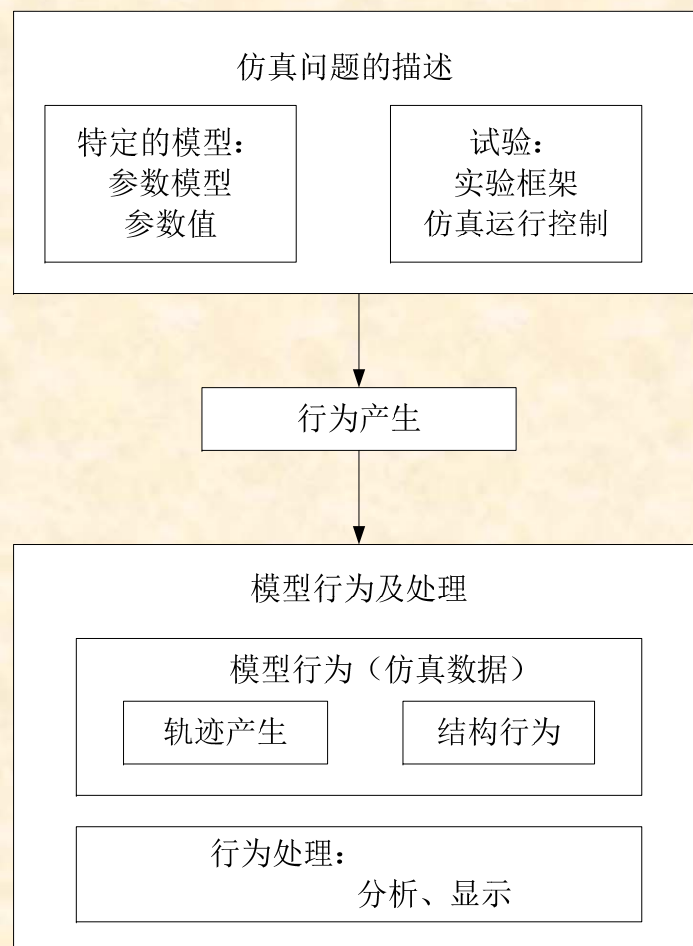 仿真问题的描述
特定的模型：
参数模型
参数值
试验：
实验框架
仿真运行控制
行为产生
模型行为及处理
模型行为（仿真数据）
轨迹产生
结构行为
行为处理：
分析、显示